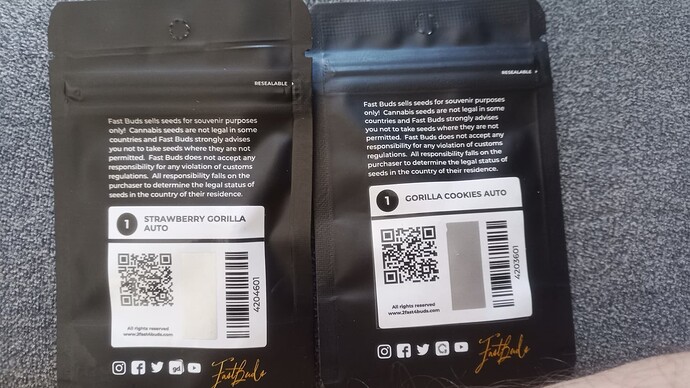 RESEALABLE
Fast Buds sells seeds for souvenir purposes
only! Cannabis seeds are not legal in some
countries and Fast Buds strongly advises
you not to take seeds where they are not
permitted. Fast Buds does not accept any
responsibility for any violation of customs
regulations. All responsibility falls on the
purchaser to determine the legal status of
seeds in the country of their residence.
1
STRAWBERRY GORILLA
AUTO
4204601
All rights reserved
www.2fast4buds.com
gd
FastBuds
RESEALABLE
Fast Buds sells seeds for souvenir purposes
only! Cannabis seeds are not legal in some
countries and Fast Buds strongly advises
you not to take seeds where they are not
permitted. Fast Buds does not accept any
responsibility for any violation of customs
regulations. All responsibility falls on the
purchaser to determine the legal status of
seeds in the country of their residence.
1
GORILLA COOKIES AUTO
4203601
All rights reserved
www.2fast4buds.com
FastBuds